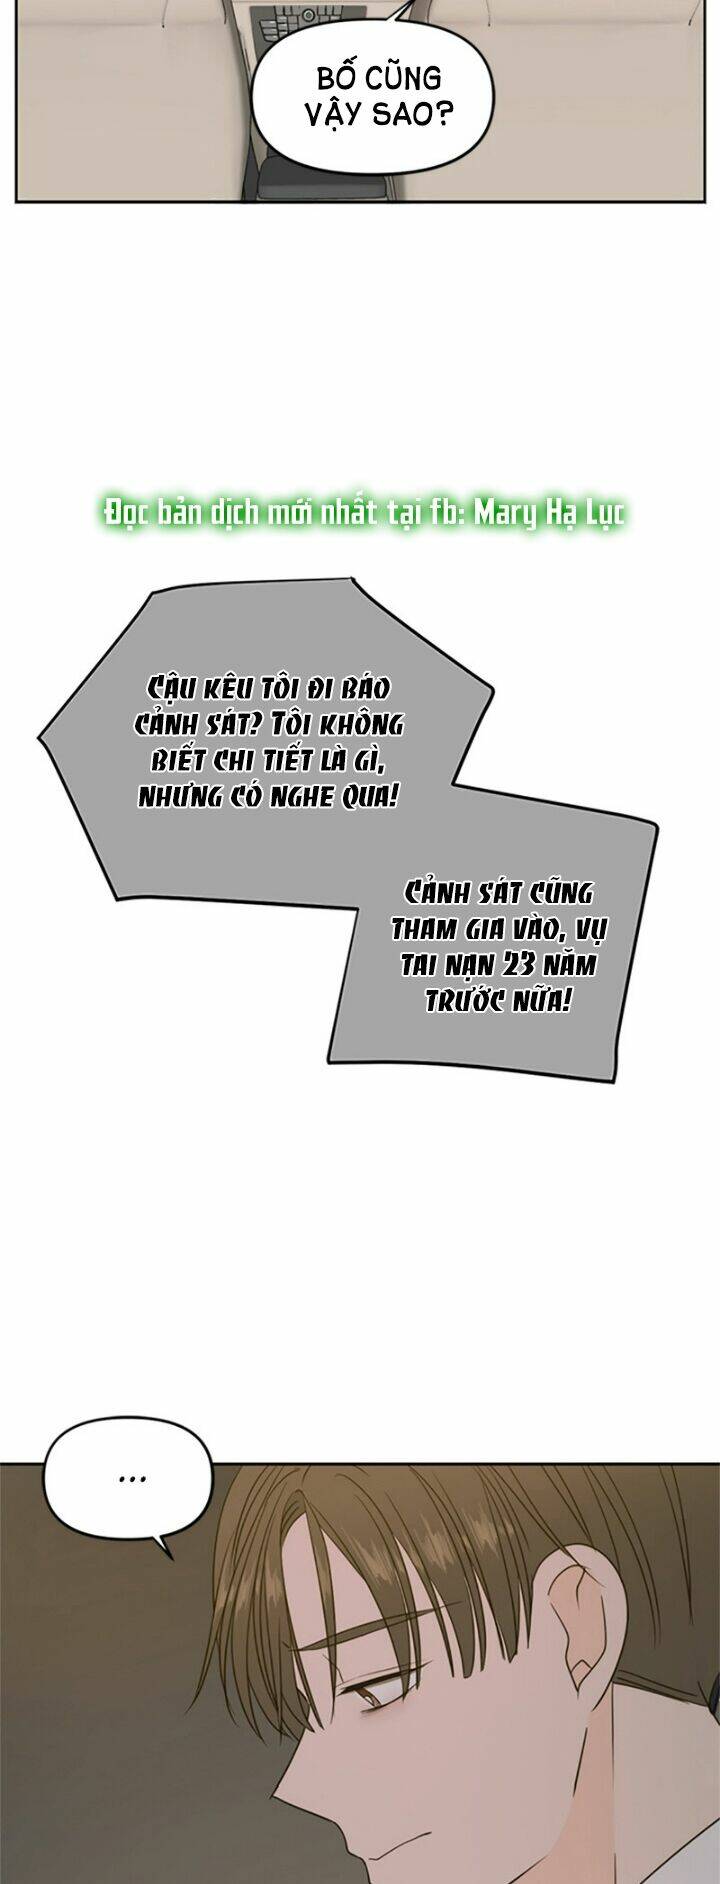 BỐ CŨNG
VẬY SAO?
Đọc bản dịch mới nhất tại fb: Mary Hạ Lục
CẬU KÊU TÔI ĐI BÁO
CẢNH SÁT? TÔI KHÔNG
BIẾT CHI TIẾT LÀ GÌ,
NHƯNG CÓ NGHE QUA!
CẢNH SÁT CŨNG
THAM GIA VÀO, VỤ
TAI NẠN 23 NĂM
TRƯỚC NỮA!
...